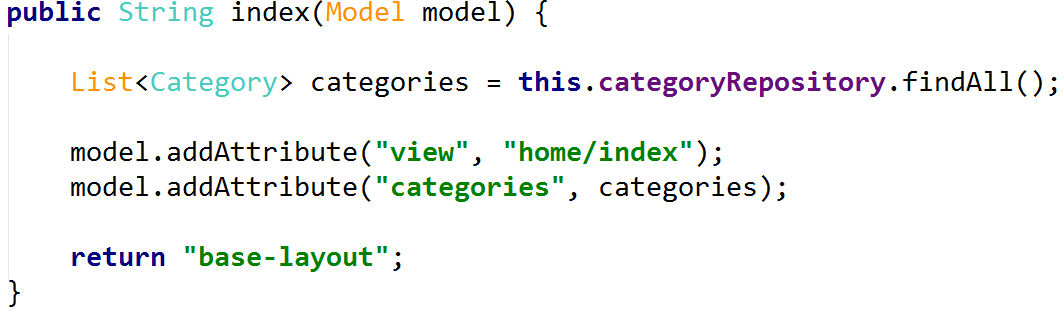 public String index(Model model) {
List<Category> categories = this.categoryRepository.findAll();
model.addAttribute("view", "home/index");
model.addAttribute("categories", categories);
return "base-layout";
}